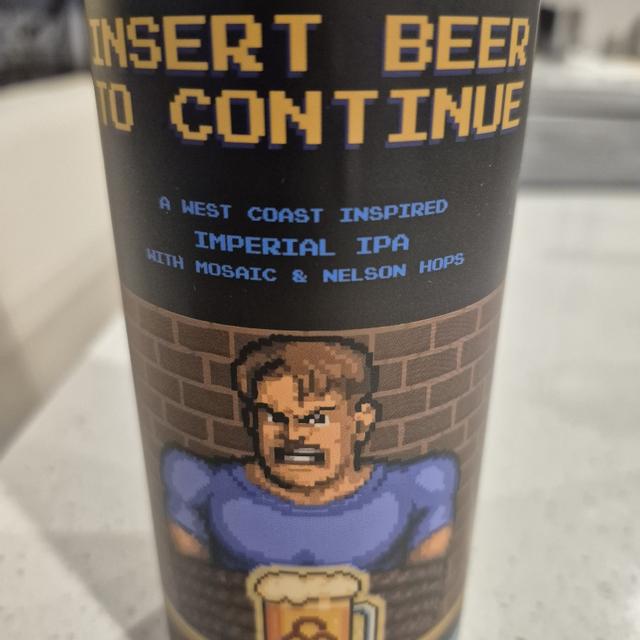 INSERT BEER
TO CONTINUE
A WEST COAST INSPIRED
IMPERIAL IPA
WITH MOSAIC & NELSON HOPS